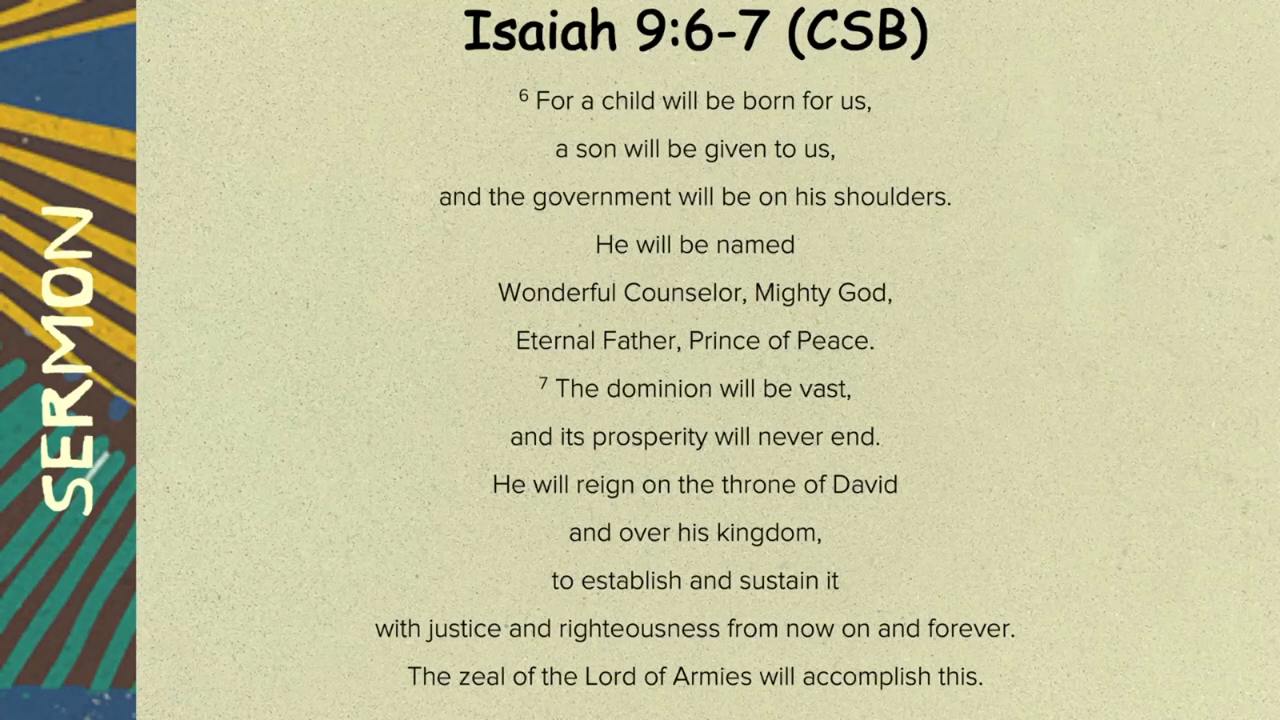 SERMON
Isaiah 9:6-7 (CSB)
6 For a child will be born for us,
a son will be given to us,
and the government will be on his shoulders.
He will be named
Wonderful Counselor, Mighty God,
Eternal Father, Prince of Peace.
7 The dominion will be vast,
and its prosperity will never end.
He will reign on the throne of David
and over his kingdom,
to establish and sustain it
with justice and righteousness from now on and forever.
The zeal of the Lord of Armies will accomplish this.